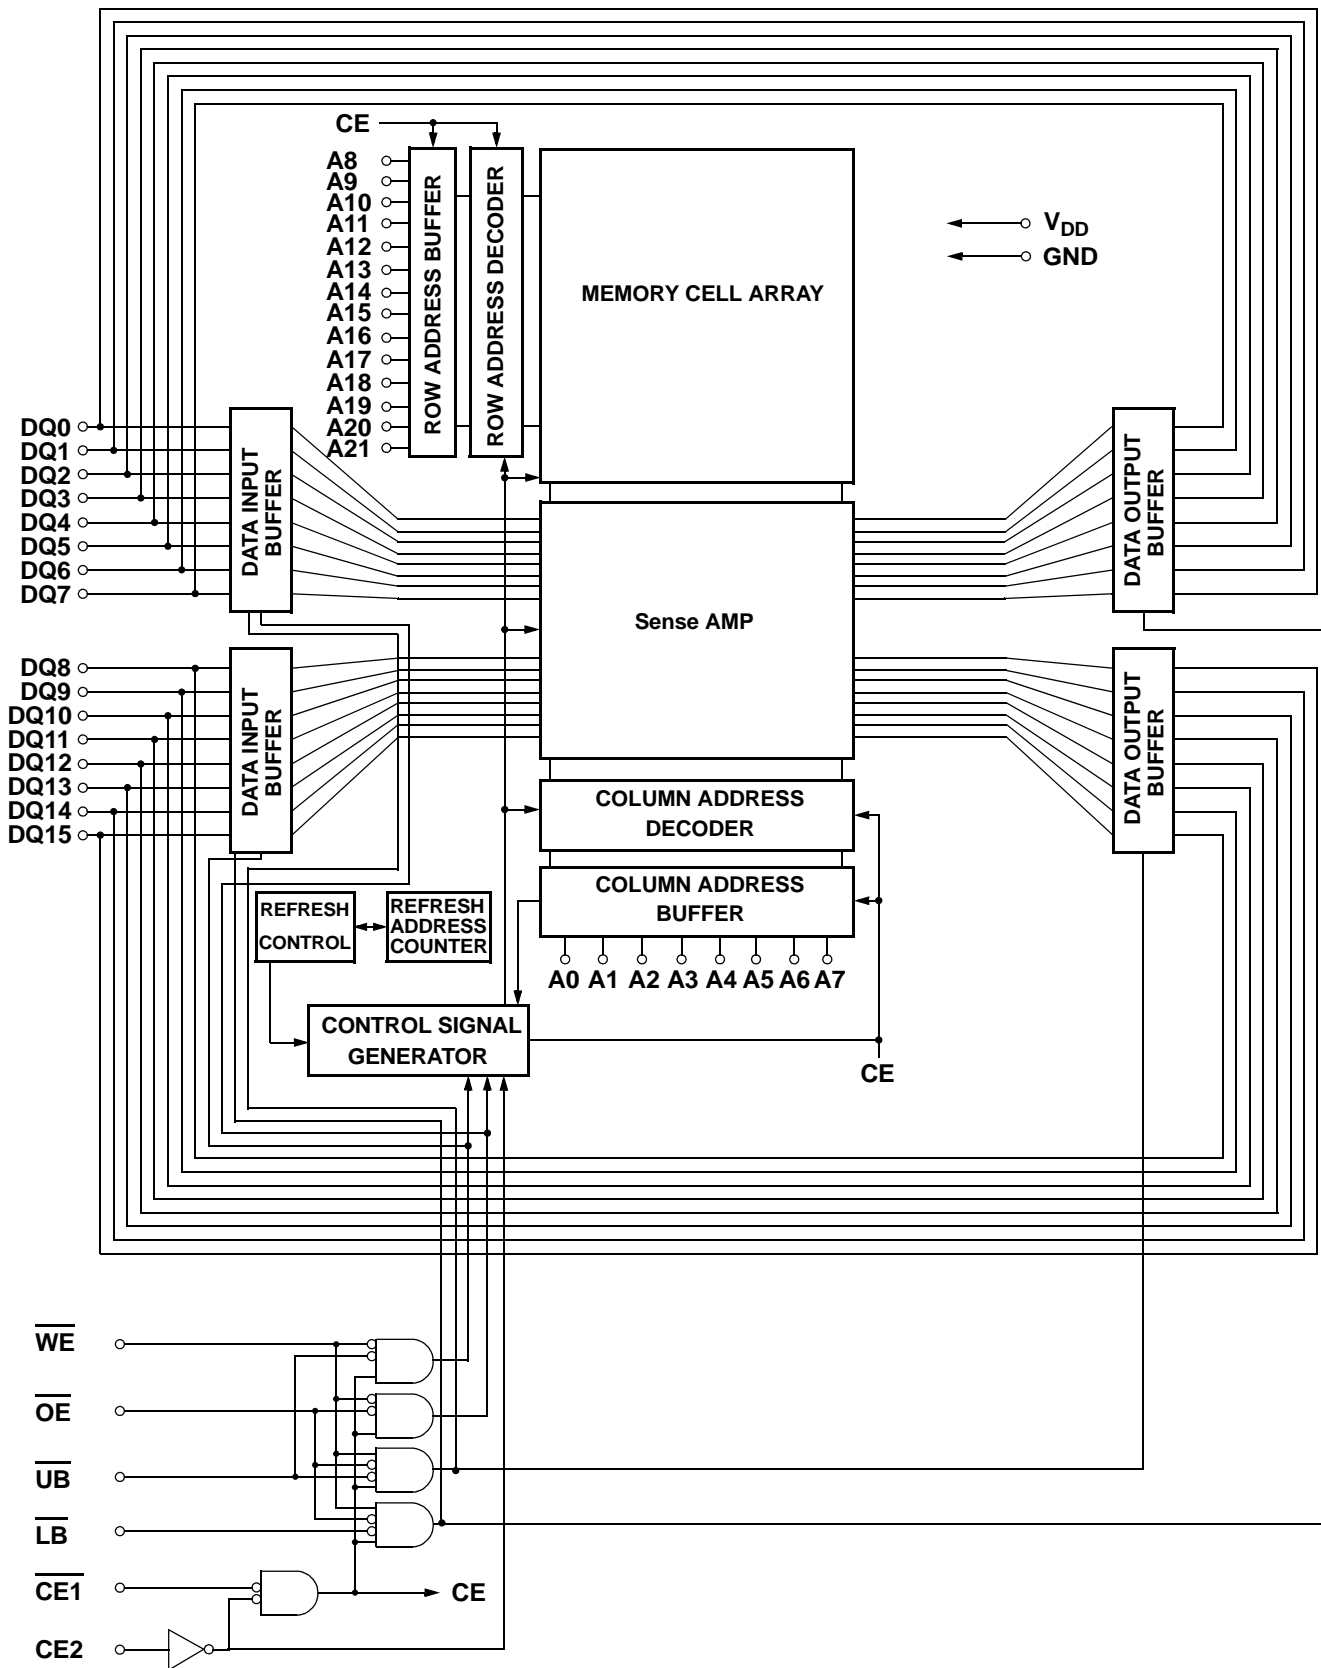 CE
A8
A9
A10
A11
A12
A13
A14
A15
A16
A17
A18
A19
A20
A21
ROW ADDRESS BUFFER
ROW ADDRESS DECODER
MEMORY CELL ARRAY
VDD
GND
DQ0
DQ1
DQ2
DQ3
DQ4
DQ5
DQ6
DQ7
DATA INPUT
BUFFER
Sense AMP
DATA OUTPUT
BUFFER
DQ8
DQ9
DQ10
DQ11
DQ12
DQ13
DQ14
DQ15
DATA INPUT
BUFFER
DATA OUTPUT
BUFFER
COLUMN ADDRESS
DECODER
COLUMN ADDRESS
BUFFER
REFRESH
CONTROL
REFRESH
ADDRESS
COUNTER
A0 A1 A2 A3 A4 A5 A6 A7
CONTROL SIGNAL
GENERATOR
CE
WE
OE
UB
LB
CE1
CE
CE2